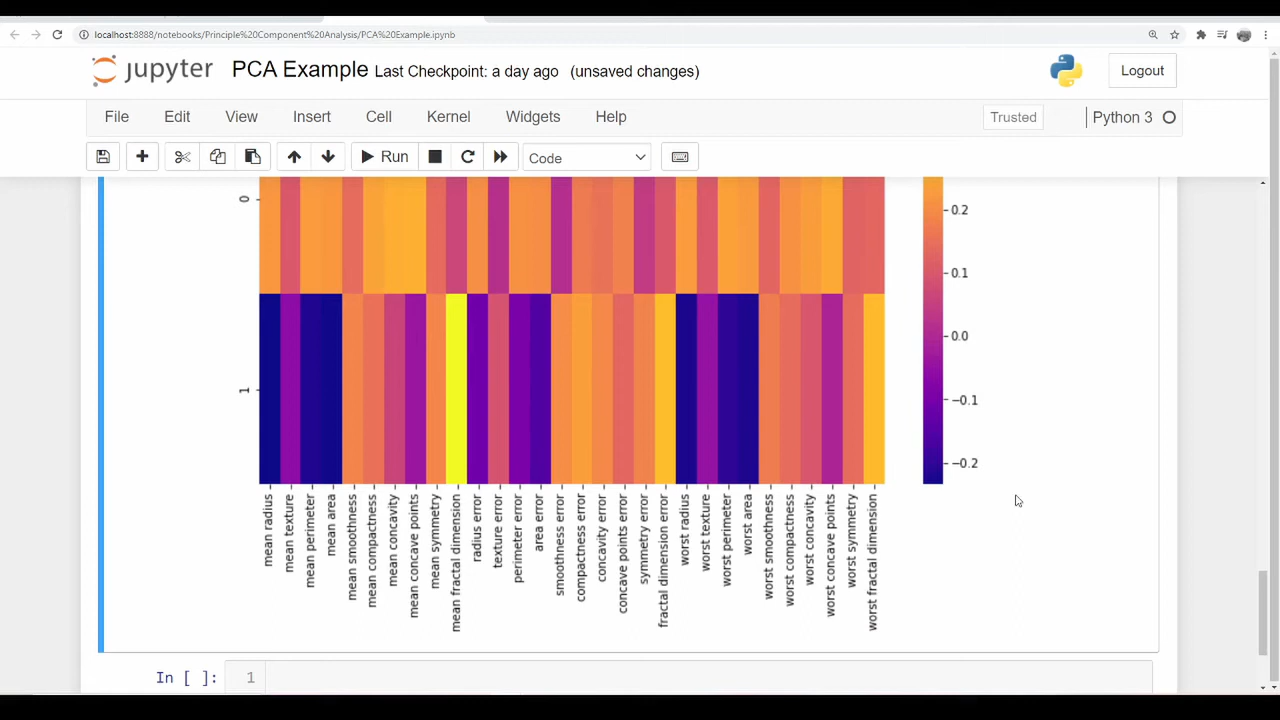 localhost:8888/notebooks/Principle%20Component%20Analysis/PCA%20Example.ipynb
jupyter PCA Example Last Checkpoint: a day ago (unsaved changes) Logout
File Edit View Insert Cell Kernel Widgets Help Trusted Python 3
Run Code
0
1
0.2
0.1
0.0
−0.1
−0.2
mean radius
mean texture
mean perimeter
mean area
mean smoothness
mean compactness
mean concavity
mean concave points
mean symmetry
mean fractal dimension
radius error
texture error
perimeter error
area error
smoothness error
compactness error
concavity error
concave points error
symmetry error
fractal dimension error
worst radius
worst texture
worst perimeter
worst area
worst smoothness
worst compactness
worst concavity
worst concave points
worst symmetry
worst fractal dimension
In [ ]: 1